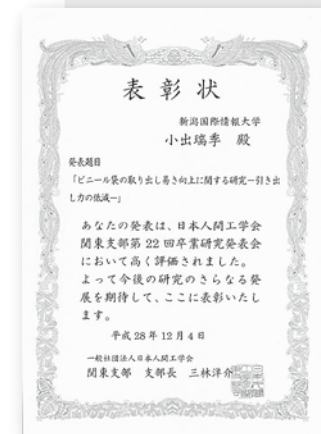 表彰状
新潟国際情報大学
小出瑞季 殿
発表題目
「ビニール袋の取り出し易さ向上に関する研究ー引き出
し力の低減ー」
あなたの発表は、日本人間工学会
関東支部第22回卒業研究発表会
において高く評価されました。
よって今後の研究のさらなる発
展を期待して、ここに表彰いたし
ます。
平成28年12月4日
一般社団法人日本人間工学会
関東支部 支部長 三林洋介